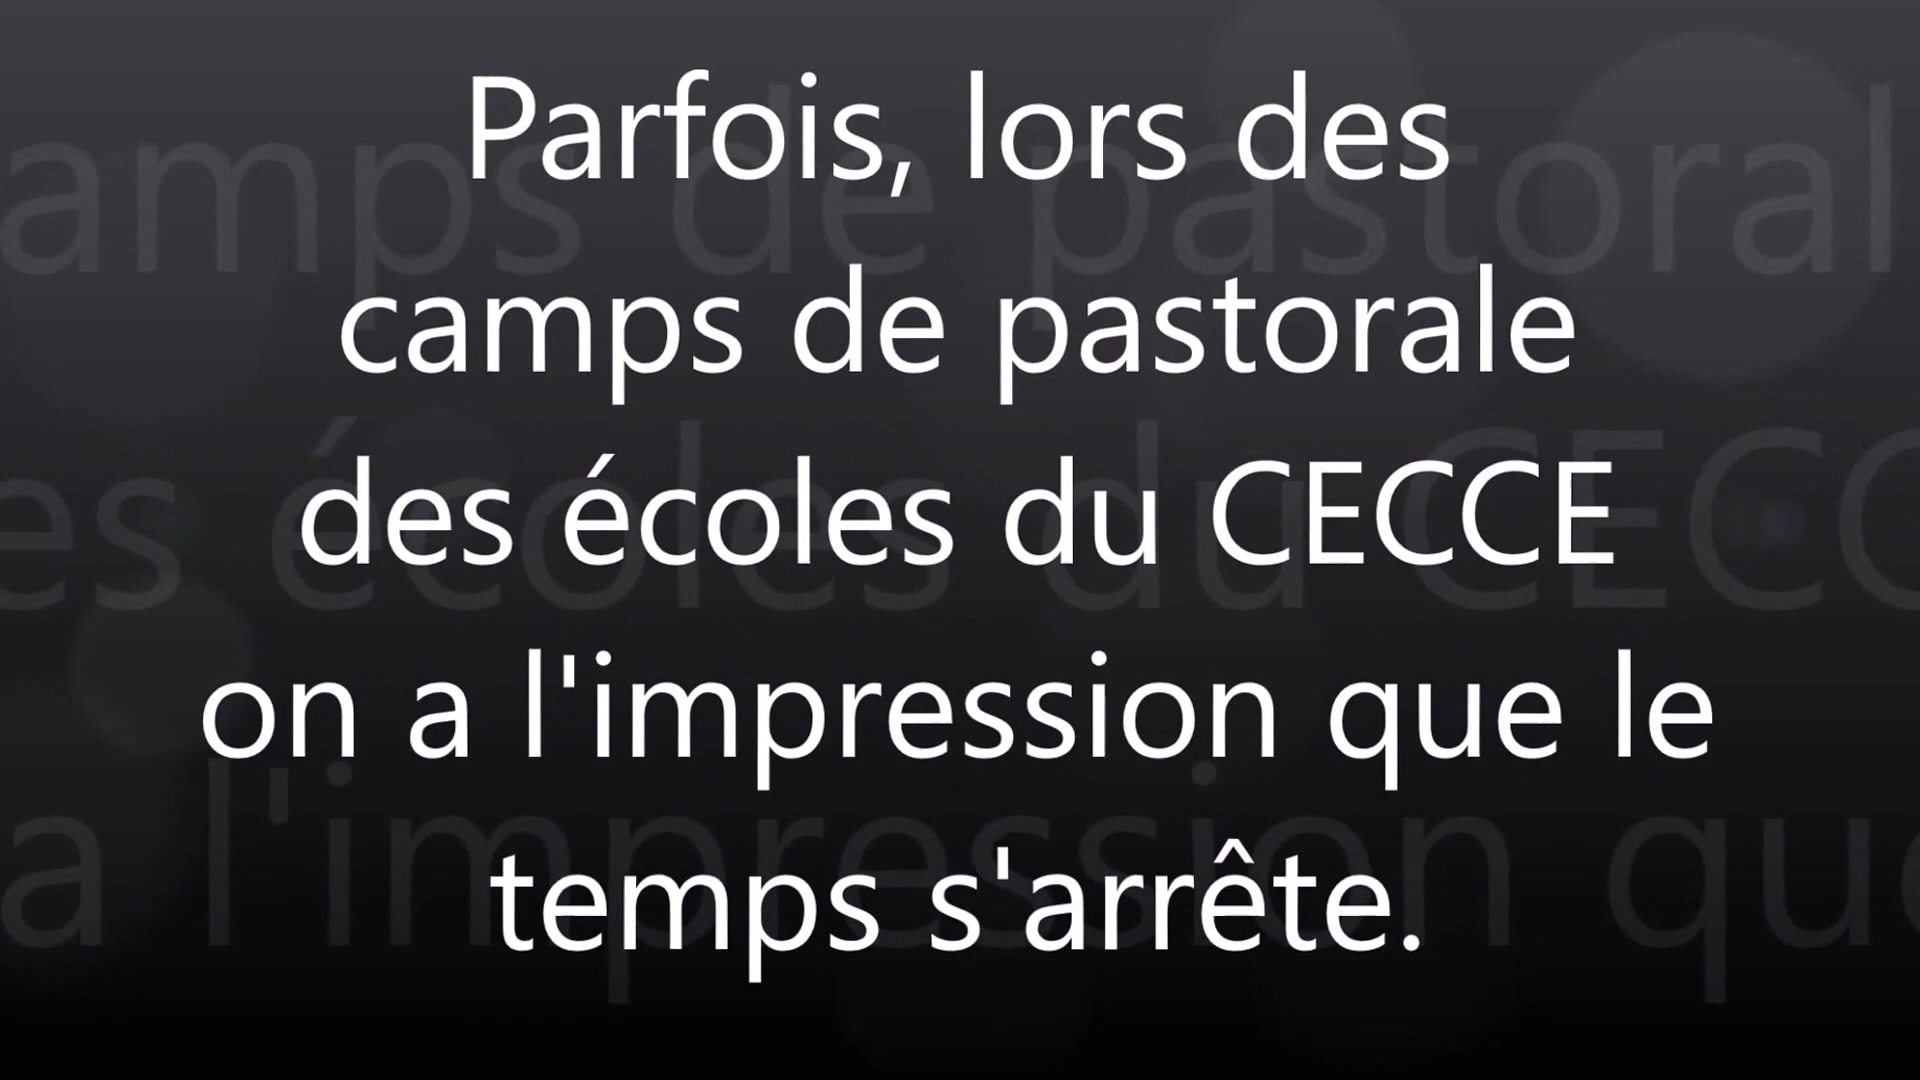 Parfois, lors des
camps de pastorale
des écoles du CECCE
on a l'impression que le
temps s'arrête.